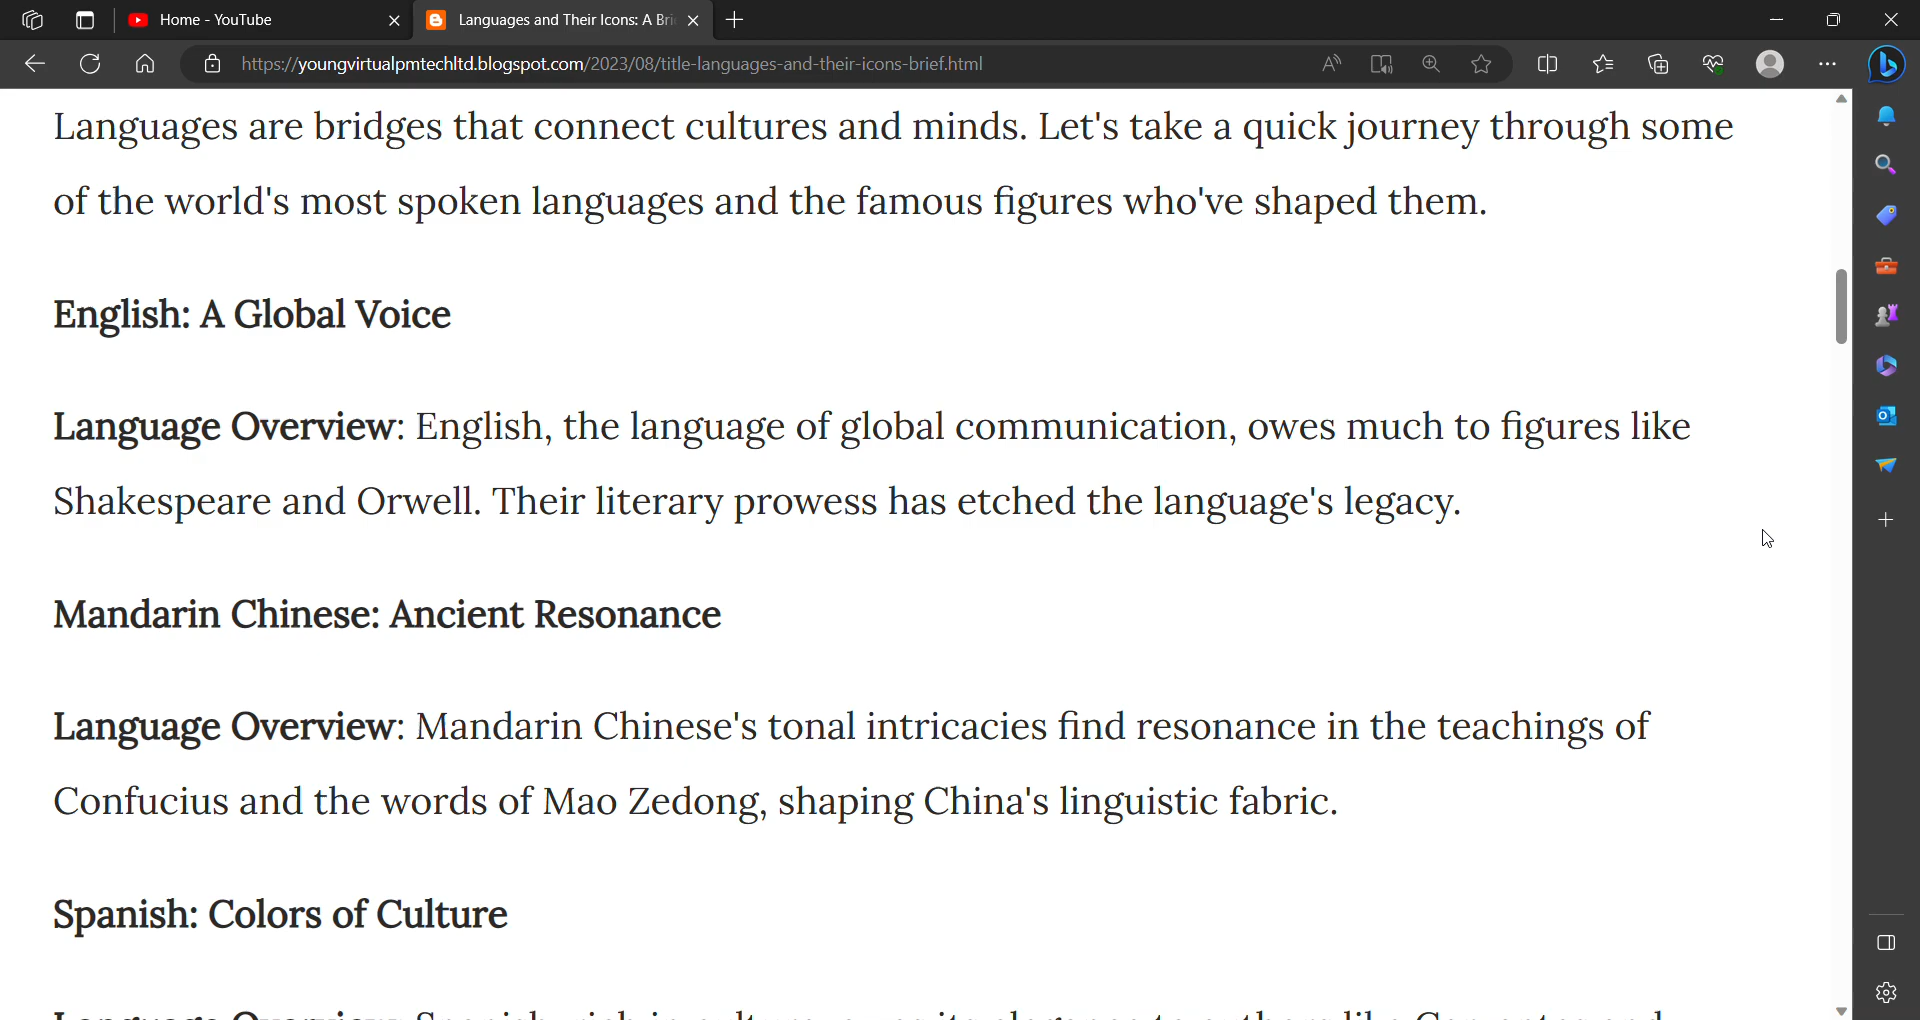 Home - YouTube
Languages and Their Icons: A Bri
https://youngvirtualpmtechltd.blogspot.com/2023/08/title-languages-and-their-icons-brief.html
Languages are bridges that connect cultures and minds. Let's take a quick journey through some
of the world's most spoken languages and the famous figures who've shaped them.
English: A Global Voice
Language Overview: English, the language of global communication, owes much to figures like
Shakespeare and Orwell. Their literary prowess has etched the language's legacy.
Mandarin Chinese: Ancient Resonance
Language Overview: Mandarin Chinese's tonal intricacies find resonance in the teachings of
Confucius and the words of Mao Zedong, shaping China's linguistic fabric.
Spanish: Colors of Culture